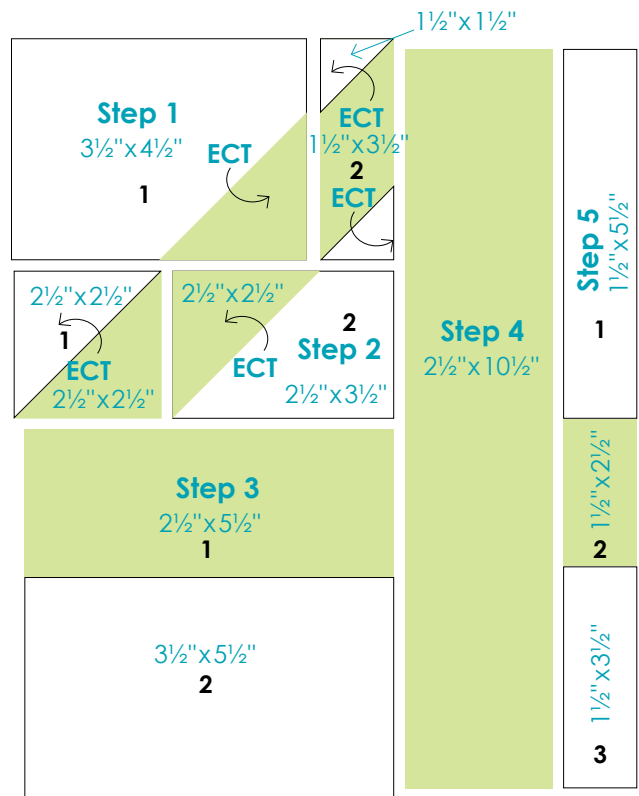 1½"x1½"
Step 1
3½"x4½"
1
ECT
ECT
1½"x3½"
2
ECT
2½"x2½"
1
ECT
2½"x2½"
2½"x2½"
ECT
2
Step 2
2½"x3½"
Step 3
2½"x5½"
1
3½"x5½"
2
Step 4
2½"x10½"
Step 5
1½"x5½"
1
1½"x2½"
2
1½"x3½"
3